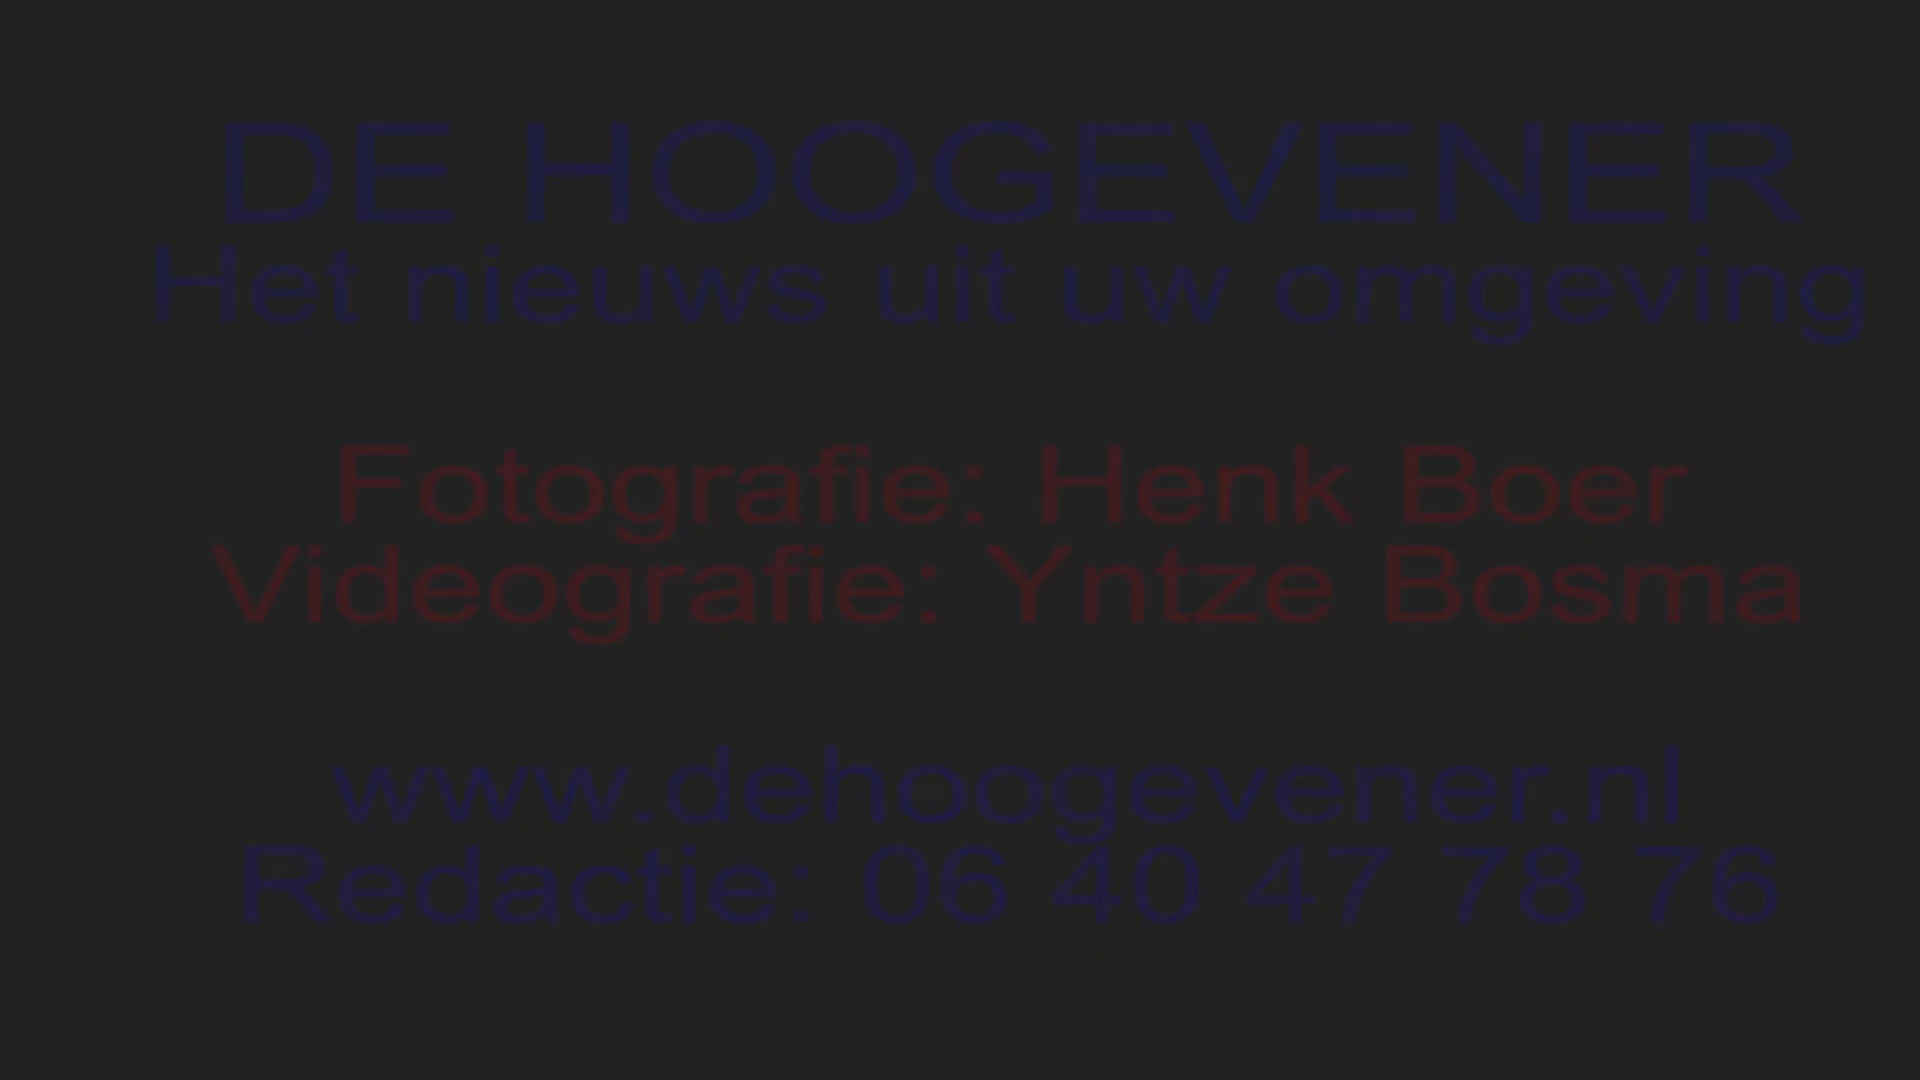 DE HOOGEVENER
Het nieuws uit uw omgeving
Fotografie: Henk Boer
Videografie: Yntze Bosma
www.dehoogevener.nl
Redactie: 06 40 47 78 76